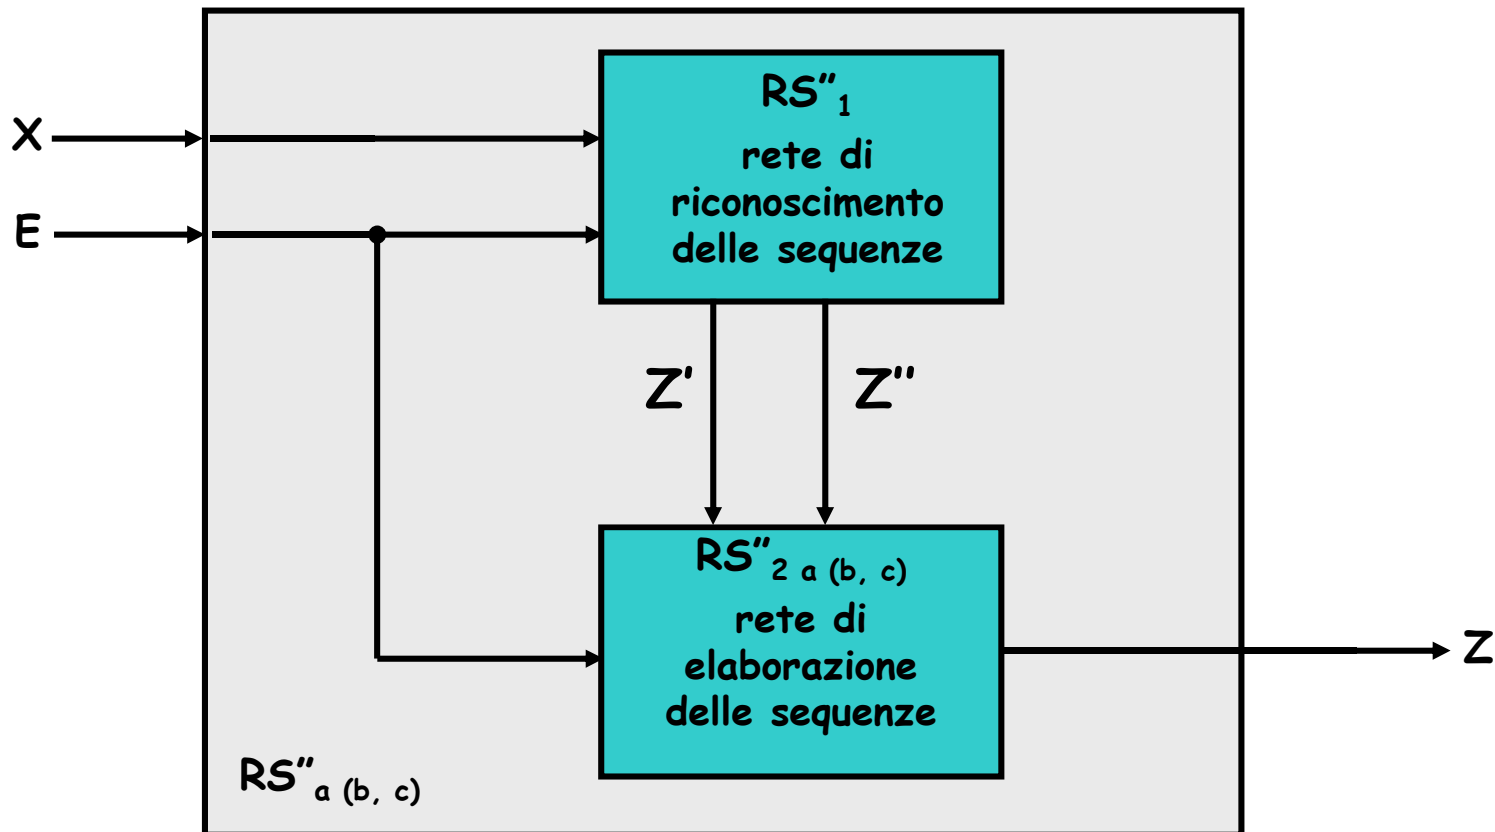 RS"1
rete di
riconoscimento
delle sequenze
X
E
Z' Z''
RS"2 a (b, c)
rete di
elaborazione
delle sequenze
Z
RS"a (b, c)